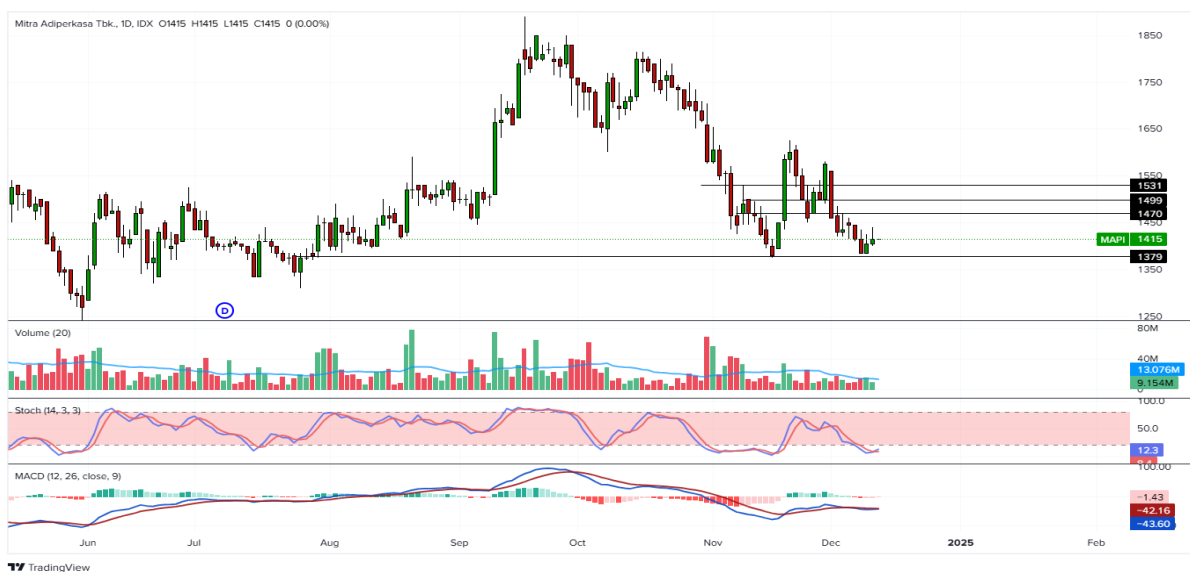 Mitra Adiperkasa Tbk., 1D, IDX O1415 H1415 L1415 C1415 0 (0.00%)
1850
1750
1650
1550
1531
1499
1470
1450
MAPI 1415
1379
1350
1250
D
Volume (20)
80M
40M
13.076M
9.154M
0
Stoch (14, 3, 3)
100.0
50.0
12.3
MACD (12, 26, close, 9)
100.00
−1.43
−42.16
−43.60
Jun Jul Aug Sep Oct Nov Dec 2025 Feb
TradingView